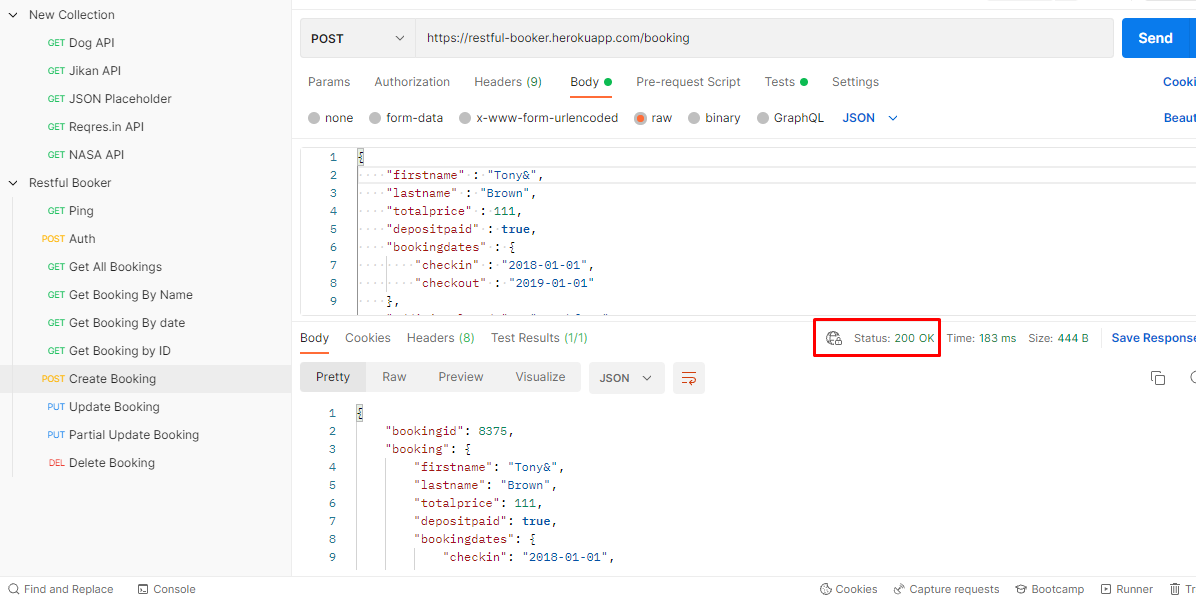 New Collection
GET Dog API
GET Jikan API
GET JSON Placeholder
GET Reqres.in API
GET NASA API
Restful Booker
GET Ping
POST Auth
GET Get All Bookings
GET Get Booking By Name
GET Get Booking By date
GET Get Booking by ID
POST Create Booking
PUT Update Booking
PUT Partial Update Booking
DEL Delete Booking
POST https://restful-booker.herokuapp.com/booking Send
Params Authorization Headers (9) Body Pre-request Script Tests Settings Cooki
none form-data x-www-form-urlencoded raw binary GraphQL JSON Beaut
1 {
2 "firstname" : "Tony&",
3 "lastname" : "Brown",
4 "totalprice" : 111,
5 "depositpaid" : true,
6 "bookingdates" : {
7 "checkin" : "2018-01-01",
8 "checkout" : "2019-01-01"
9 },
Body Cookies Headers (8) Test Results (1/1) Status: 200 OK Time: 183 ms Size: 444 B Save Response
Pretty Raw Preview Visualize JSON
1 {
2 "bookingid": 8375,
3 "booking": {
4 "firstname": "Tony&",
5 "lastname": "Brown",
6 "totalprice": 111,
7 "depositpaid": true,
8 "bookingdates": {
9 "checkin": "2018-01-01",
Find and Replace Console Cookies Capture requests Bootcamp Runner Tr